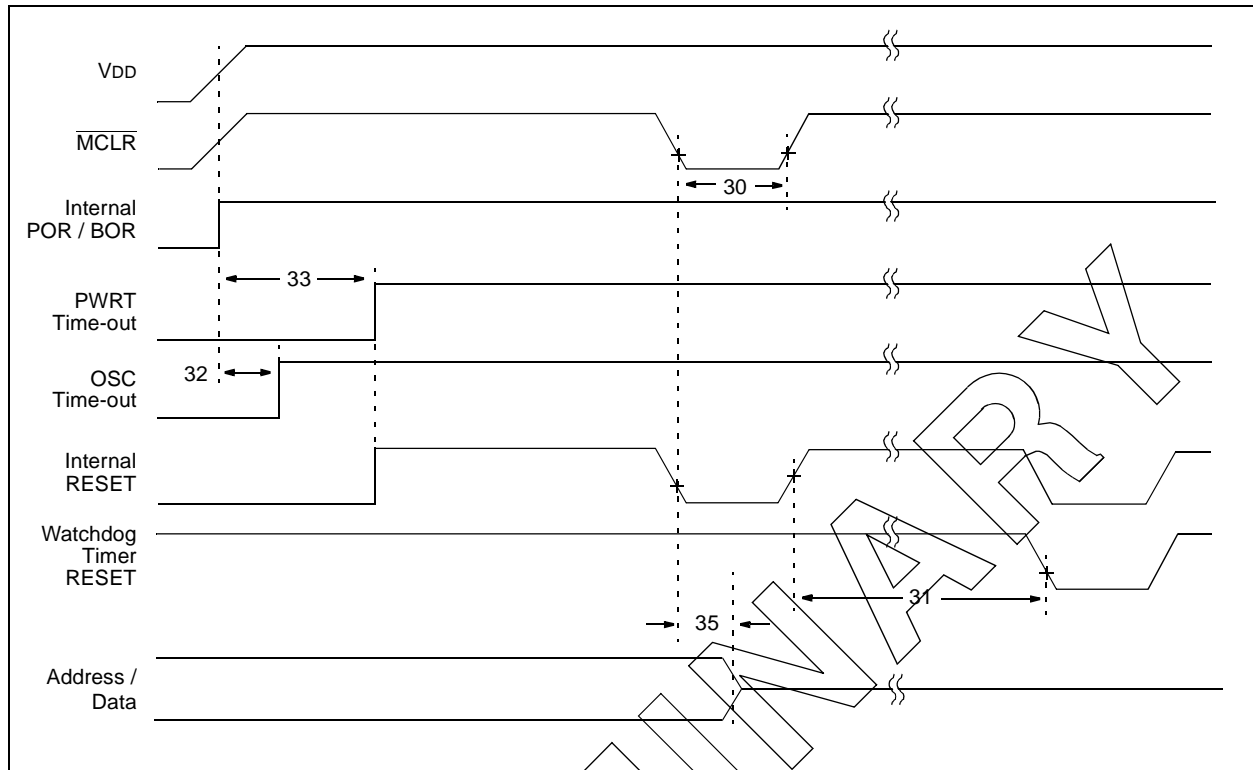 VDD
MCLR
30
Internal
POR / BOR
33
PWRT
Time-out
32
OSC
Time-out
Internal
RESET
Watchdog
Timer
RESET
31
35
Address /
Data
INARY